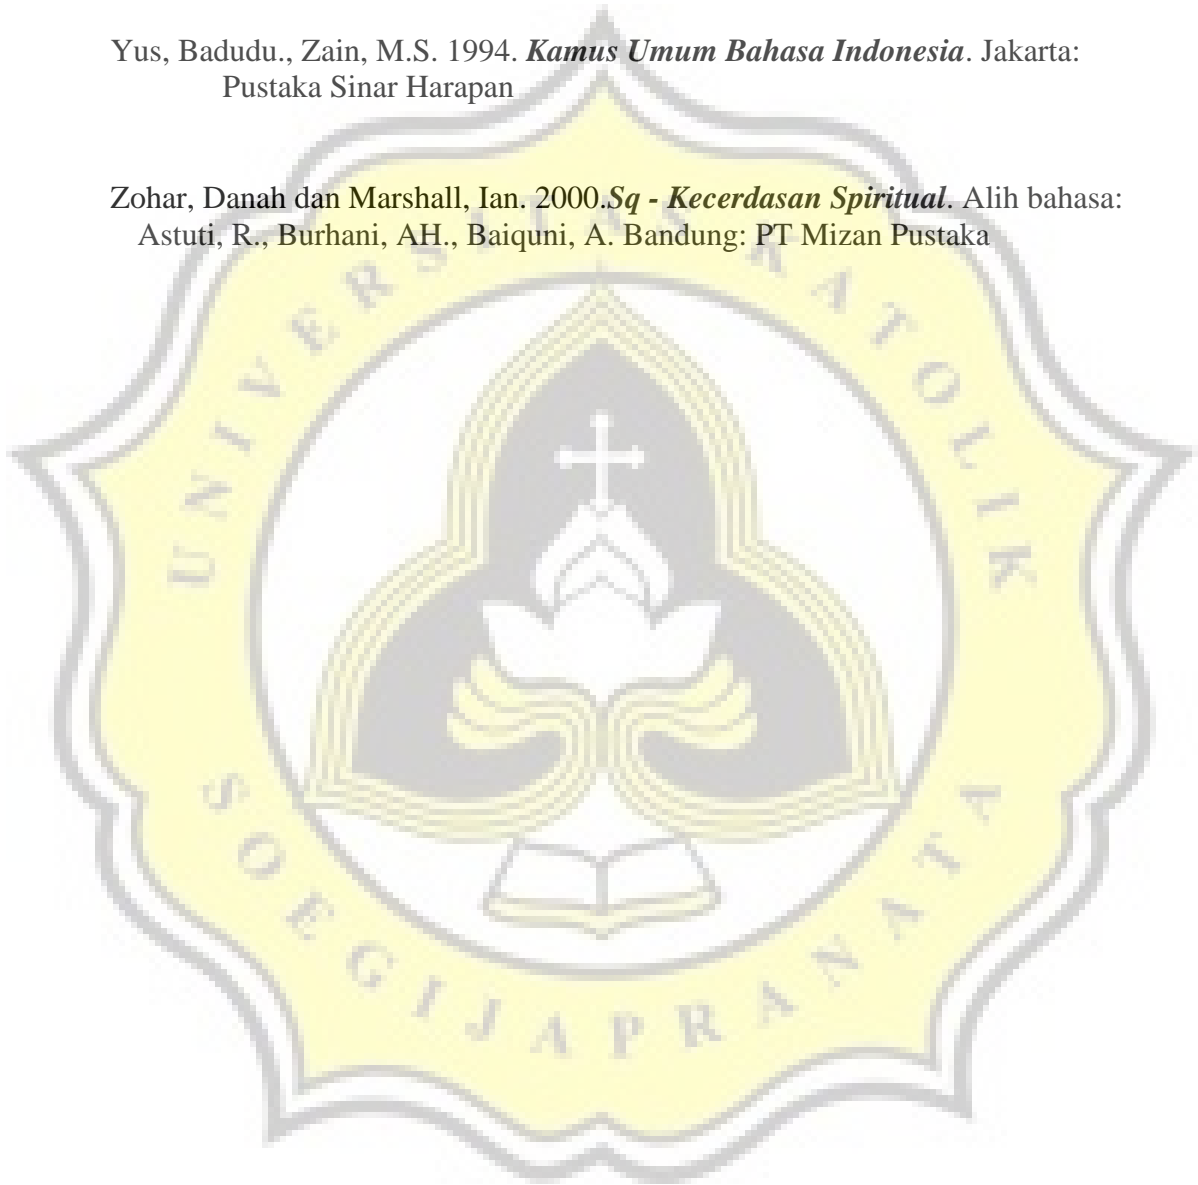 Yus, Badudu., Zain, M.S. 1994. Kamus Umum Bahasa Indonesia. Jakarta:
Pustaka Sinar Harapan
Zohar, Danah dan Marshall, Ian. 2000.Sq - Kecerdasan Spiritual. Alih bahasa:
Astuti, R., Burhani, AH., Baiquni, A. Bandung: PT Mizan Pustaka
UNIVERSITAS KATOLIK
SOEGIJAPRANATA